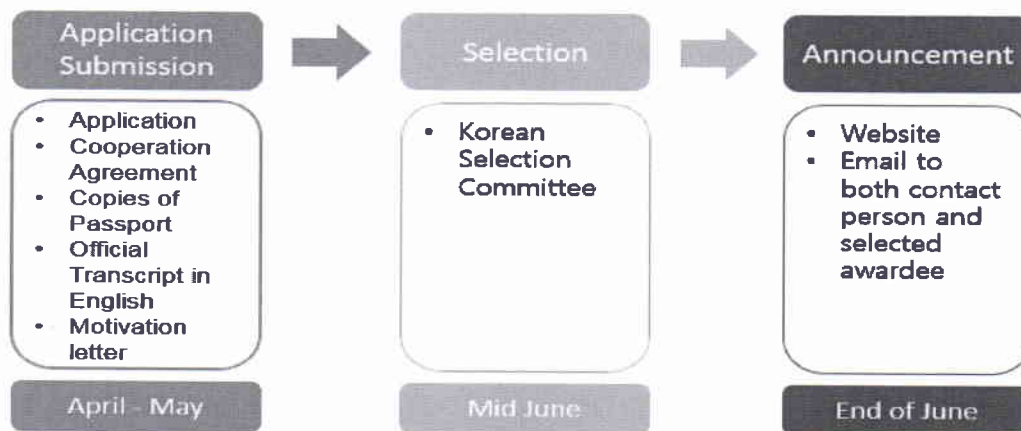 Application
Submission
Selection
Announcement
• Application
• Cooperation
Agreement
• Copies of
Passport
• Official
Transcript in
English
• Motivation
letter
• Korean
Selection
Committee
• Website
• Email to
both contact
person and
selected
awardee
April - May
Mid June
End of June